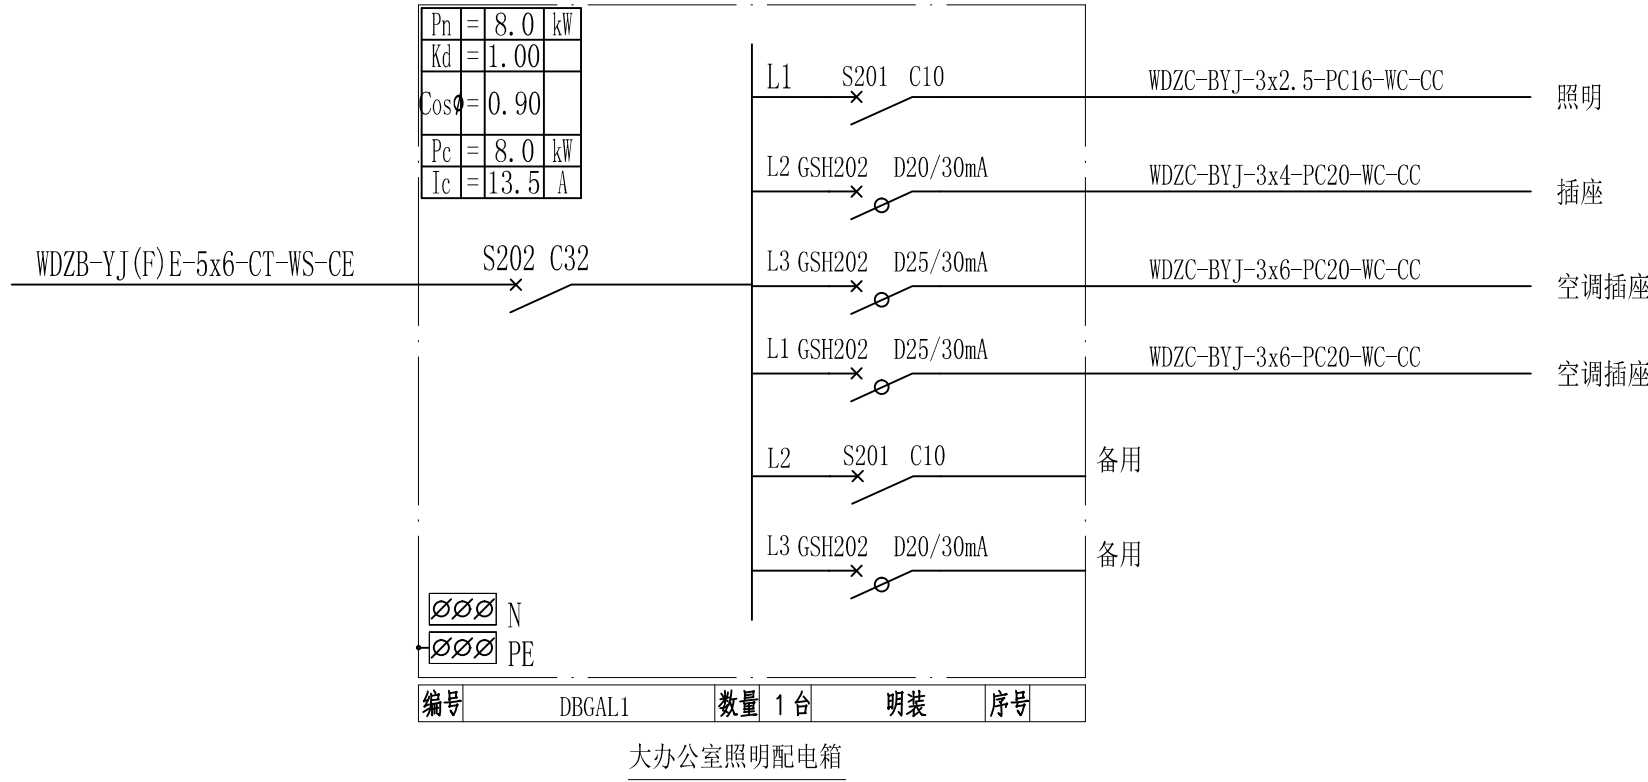 Pn = 8.0 kW
Kd = 1.00
Cosø = 0.90
Pc = 8.0 kW
Ic = 13.5 A
WDZB-YJ(F)E-5x6-CT-WS-CE
S202 C32
L1 S201 C10 WDZC-BYJ-3x2.5-PC16-WC-CC 照明
L2 GSH202 D20/30mA WDZC-BYJ-3x4-PC20-WC-CC 插座
L3 GSH202 D25/30mA WDZC-BYJ-3x6-PC20-WC-CC 空调插座
L1 GSH202 D25/30mA WDZC-BYJ-3x6-PC20-WC-CC 空调插座
L2 S201 C10 备用
L3 GSH202 D20/30mA 备用
N
PE
编号 DBGAL1 数量 1台 明装 序号
大办公室照明配电箱